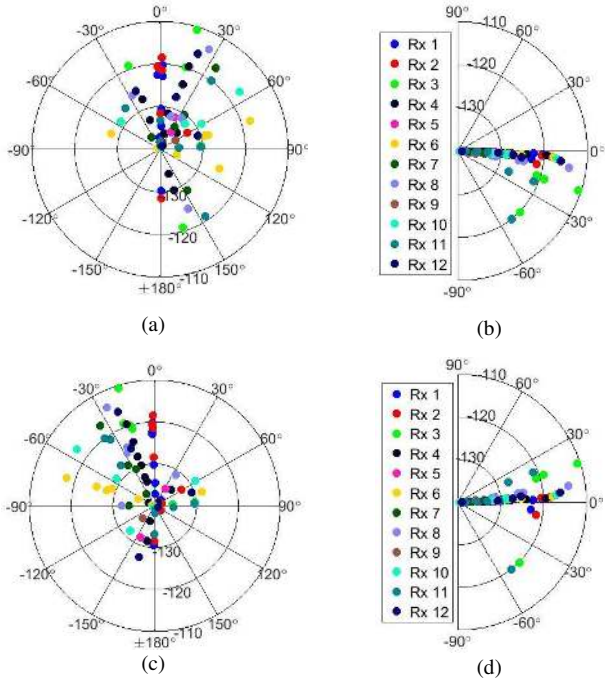 0°
-30°
30°
-60°
60°
-90°
90°
-120°
120°
-150°
150°
±180°
-110
-120
-130
(a)
90°
-110
60°
-120
30°
-130
0°
-30°
-60°
-90°
Rx 1
Rx 2
Rx 3
Rx 4
Rx 5
Rx 6
Rx 7
Rx 8
Rx 9
Rx 10
Rx 11
Rx 12
(b)
0°
-30°
30°
-60°
60°
-90°
90°
-120°
120°
-150°
150°
±180°
-110
-120
-130
(c)
90°
-110
60°
-120
30°
-130
0°
-30°
-60°
-90°
Rx 1
Rx 2
Rx 3
Rx 4
Rx 5
Rx 6
Rx 7
Rx 8
Rx 9
Rx 10
Rx 11
Rx 12
(d)